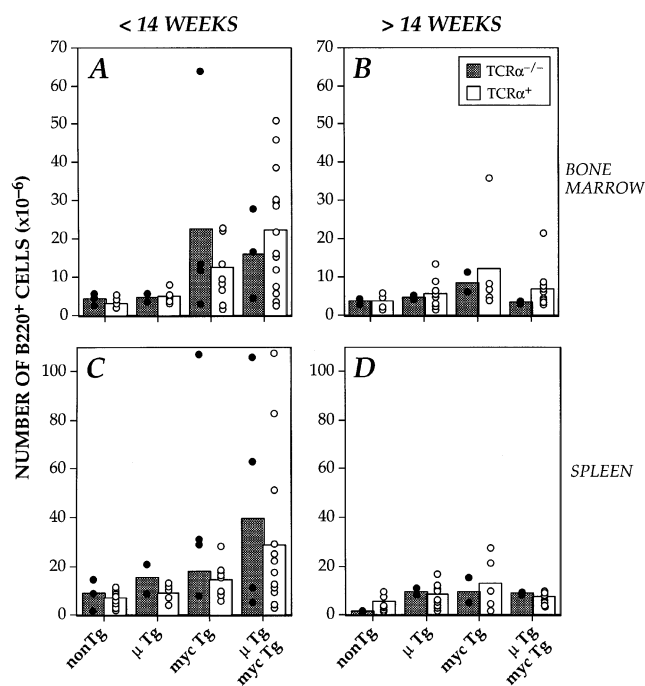 < 14 WEEKS
> 14 WEEKS
NUMBER OF B220⁺ CELLS (x10⁻⁶)
A
70
60
50
40
30
20
10
0
B
70
60
50
40
30
20
10
0
TCRα⁻/⁻
TCRα⁺
BONE
MARROW
C
100
80
60
40
20
0
nonTg
μ Tg
myc Tg
μ Tg
myc Tg
D
100
80
60
40
20
0
nonTg
μ Tg
myc Tg
μ Tg
myc Tg
SPLEEN